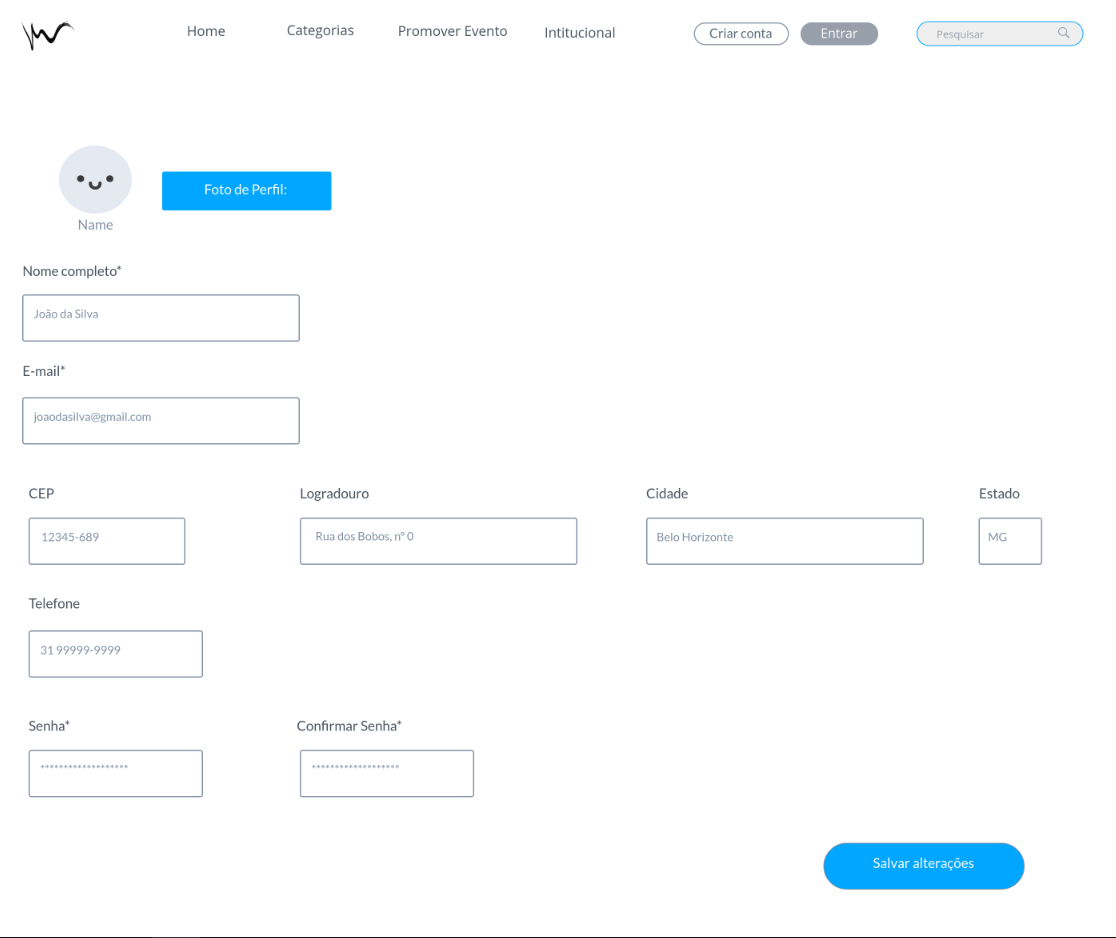 Home Categorias Promover Evento Intitucional Criar conta Entrar Pesquisar
Foto de Perfil:
Name
Nome completo*
João da Silva
E-mail*
joaodasilva@gmail.com
CEP Logradouro Cidade Estado
12345-689 Rua dos Bobos, nº 0 Belo Horizonte MG
Telefone
31 99999-9999
Senha* Confirmar Senha*
******************* *******************
Salvar alterações